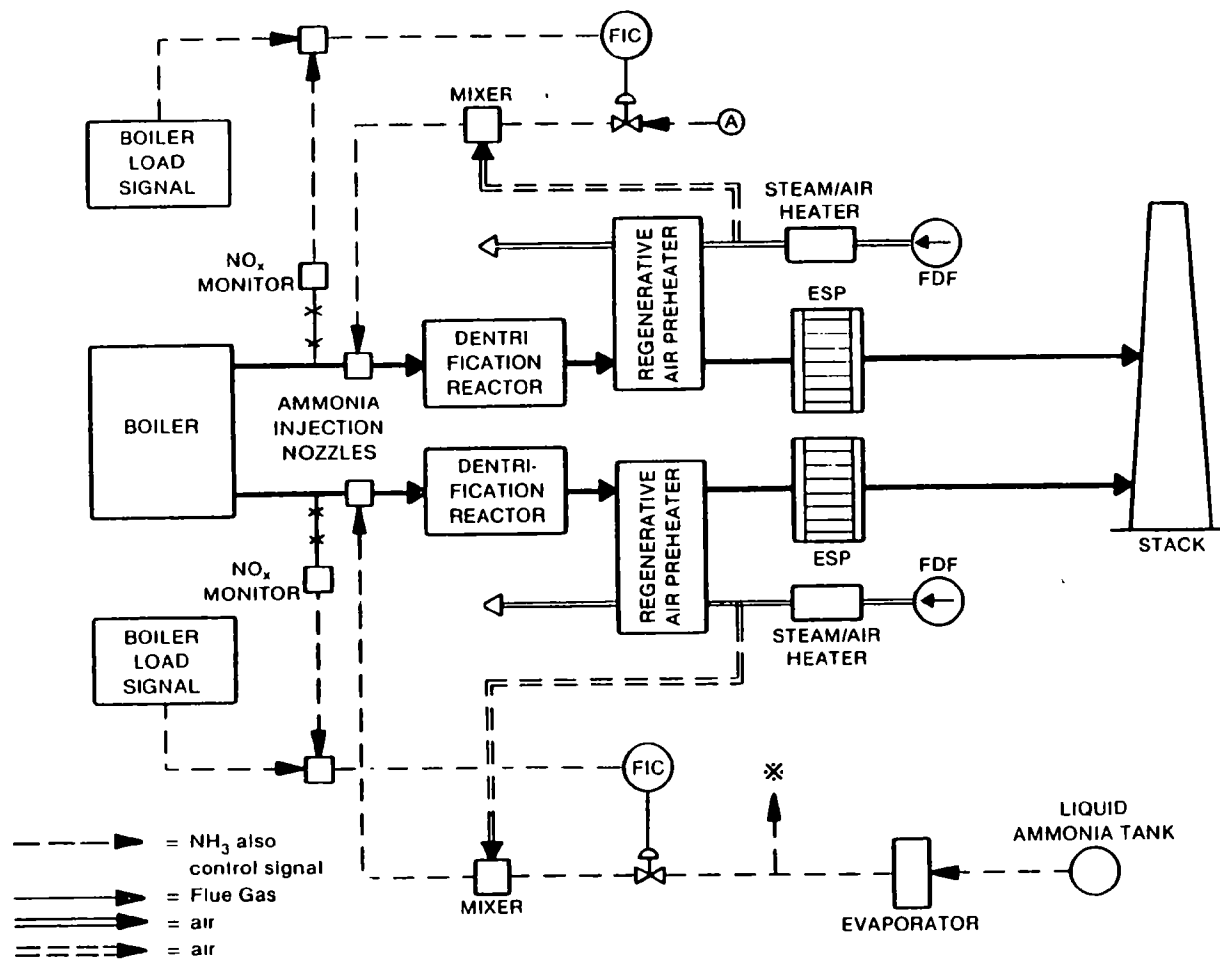 FIC
MIXER
A
BOILER
LOAD
SIGNAL
STEAM/AIR
HEATER
FDF
NOx
MONITOR
REGENERATIVE
AIR PREHEATER
ESP
DENTRI
FICATION
REACTOR
BOILER
AMMONIA
INJECTION
NOZZLES
DENTRI-
FICATION
REACTOR
REGENERATIVE
AIR PREHEATER
ESP
STACK
NOx
MONITOR
FDF
STEAM/AIR
HEATER
BOILER
LOAD
SIGNAL
FIC
※
LIQUID
AMMONIA TANK
MIXER
EVAPORATOR
= NH3 also
control signal
= Flue Gas
= air
= air